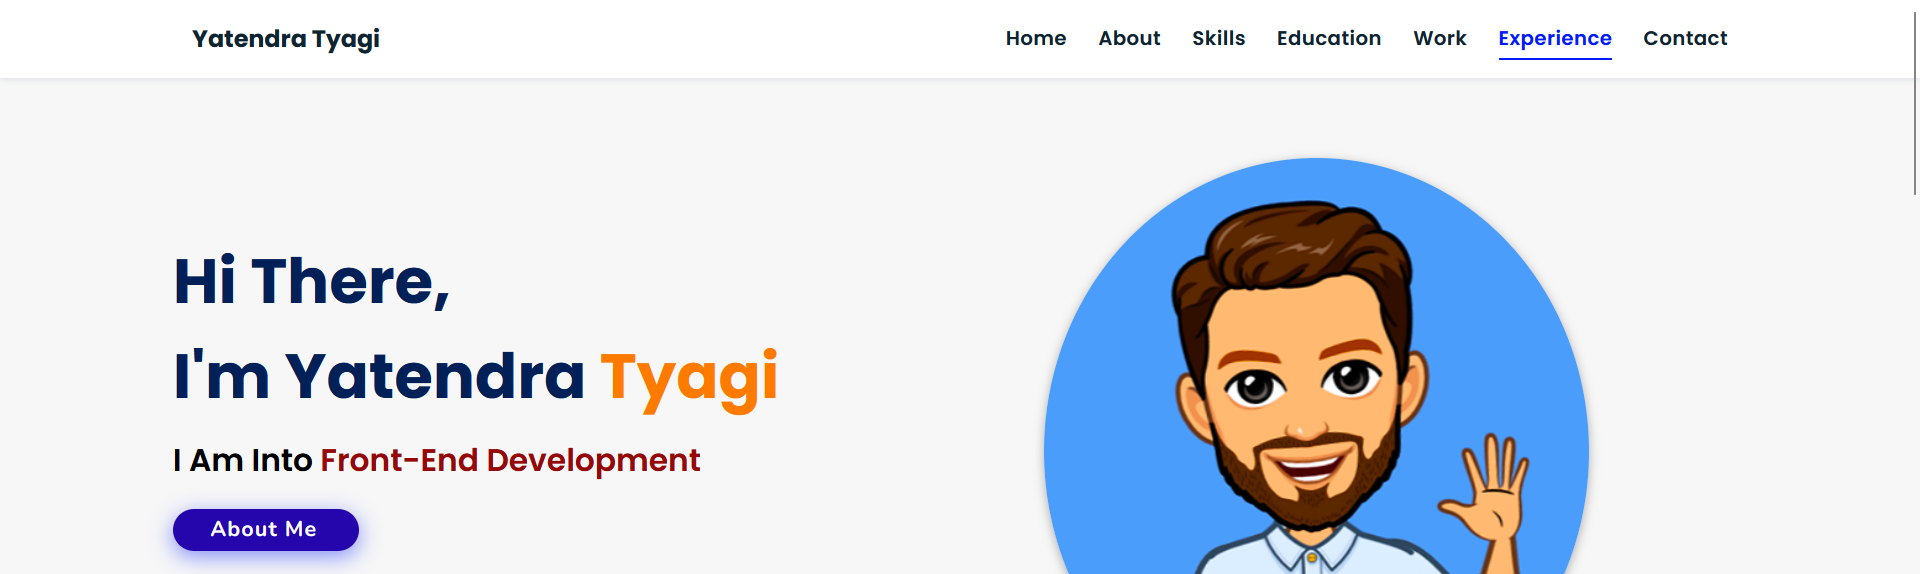 Yatendra Tyagi
Home About Skills Education Work Experience Contact
Hi There,
I'm Yatendra Tyagi
I Am Into Front-End Development
About Me